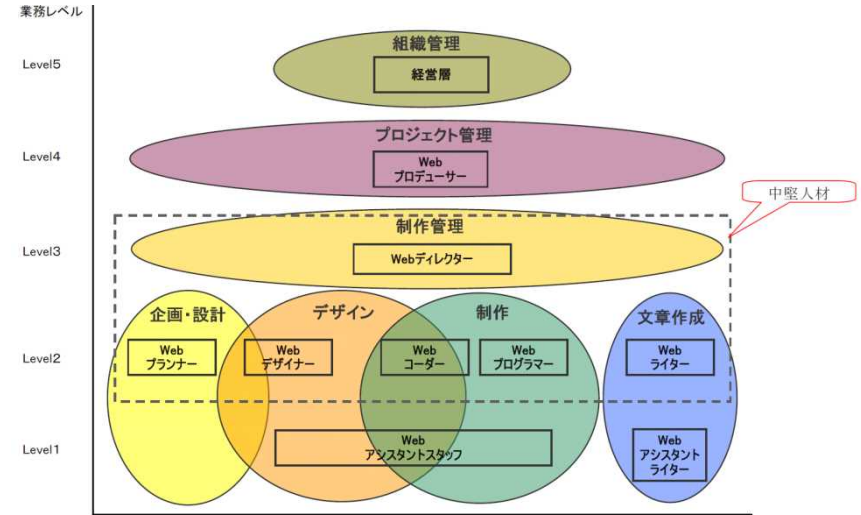 業務レベル
Level5
組織管理
経営層
Level4
プロジェクト管理
Web
プロデューサー
中堅人材
Level3
制作管理
Webディレクター
企画・設計
デザイン
制作
文章作成
Level2
Web
プランナー
Web
デザイナー
Web
コーダー
Web
プログラマー
Web
ライター
Level1
Web
アシスタントスタッフ
Web
アシスタント
ライター